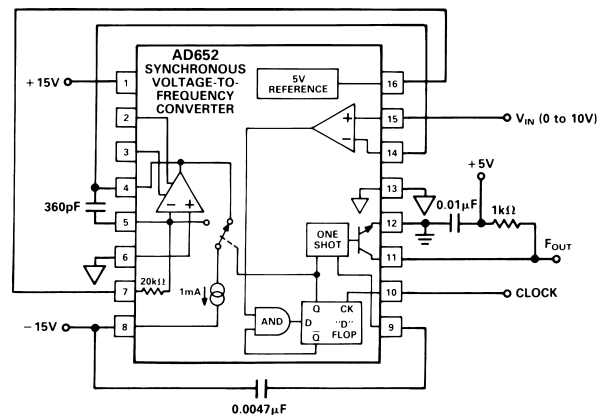 AD652
SYNCHRONOUS
VOLTAGE-TO-
FREQUENCY
CONVERTER
5V
REFERENCE
+15V
1
2
3
4
5
6
7
8
16
15
14
13
12
11
10
9
VIN (0 to 10V)
+5V
360pF
0.01μF
1kΩ
FOUT
CLOCK
20kΩ
1mA
ONE
SHOT
AND
Q
CK
D
"D"
FLOP
Q̅
−15V
0.0047μF
+
−
−
+